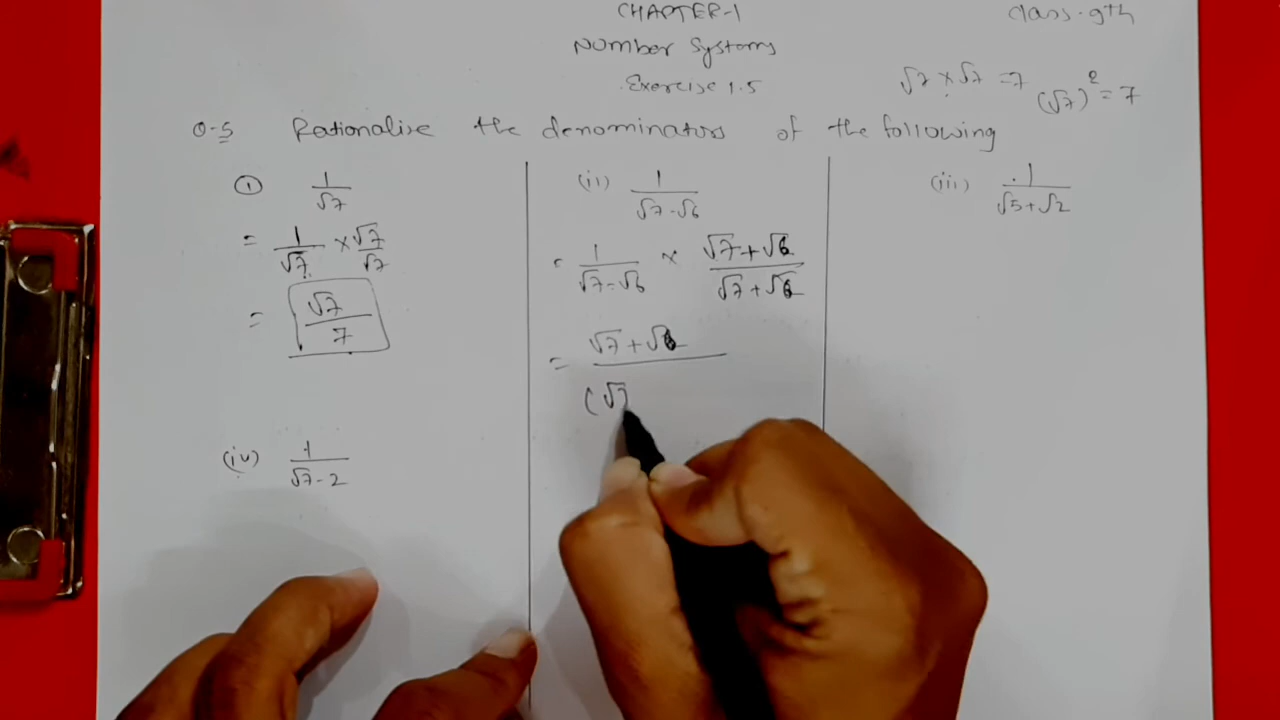 CHAPTER-1
Class-9th
Number Systems
Exercise 1.5
√7 × √7 = 7
(√7)² = 7
Q-5 Rationalise the denominators of the following
(i) 1/√7
= 1/√7 × √7/√7
= √7/7
(ii) 1/(√7-√6)
= 1/(√7-√6) × (√7+√6)/(√7+√6)
= (√7+√6)/(√7
(iii) 1/(√5+√2)
(iv) 1/(√7-2)